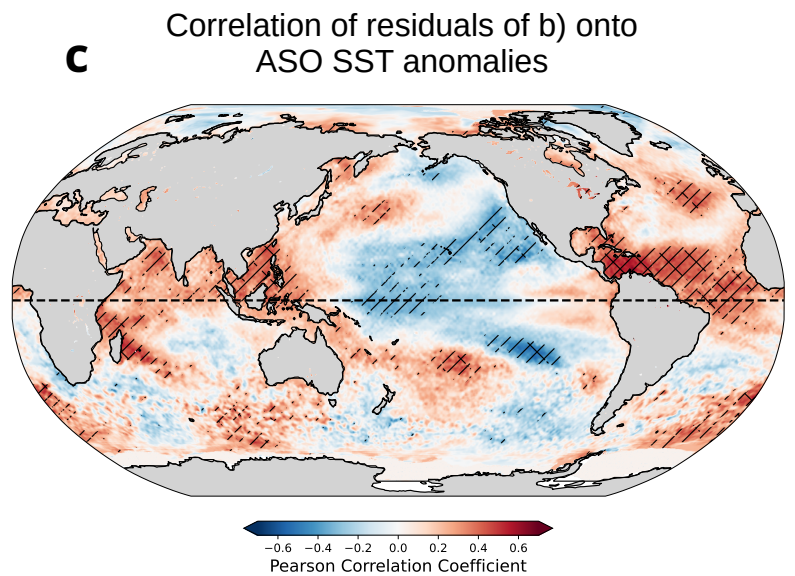 Correlation of residuals of b) onto
c ASO SST anomalies
−0.6 −0.4 −0.2 0.0 0.2 0.4 0.6
Pearson Correlation Coefficient